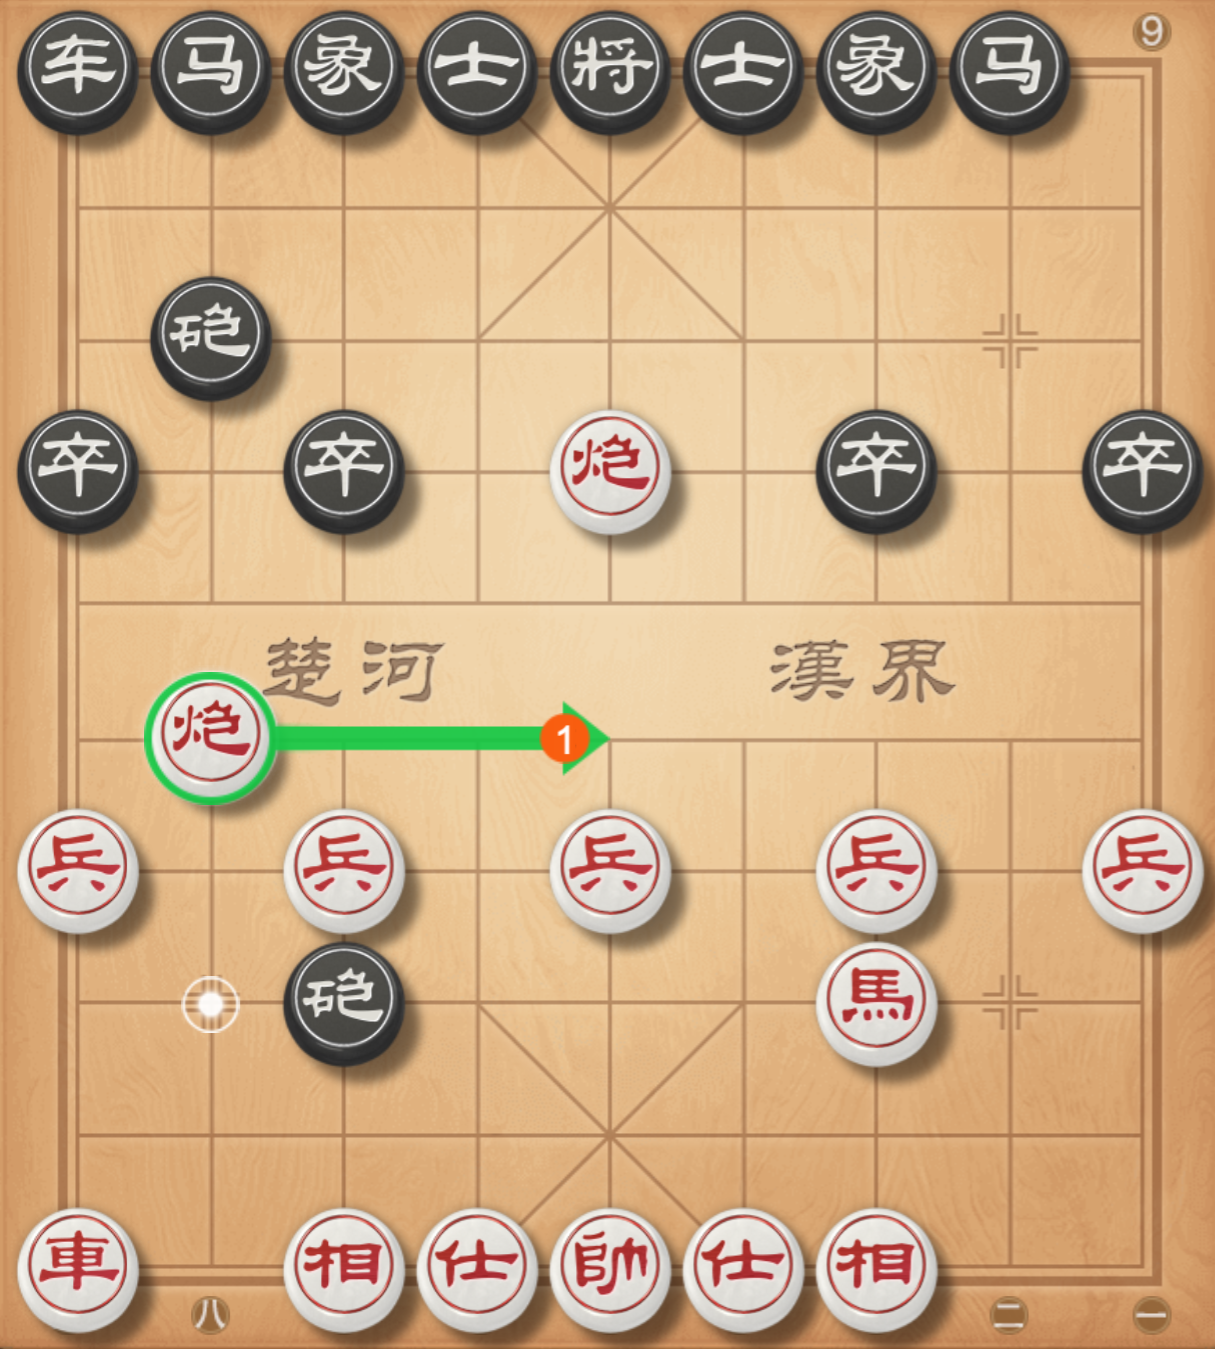 9
车 马 象 士 将 士 象 马
砲
卒 卒 炮 卒 卒
楚河 漢界
炮 1
兵 兵 兵 兵 兵
砲 馬
車 相 仕 帥 仕 相
八 二 一